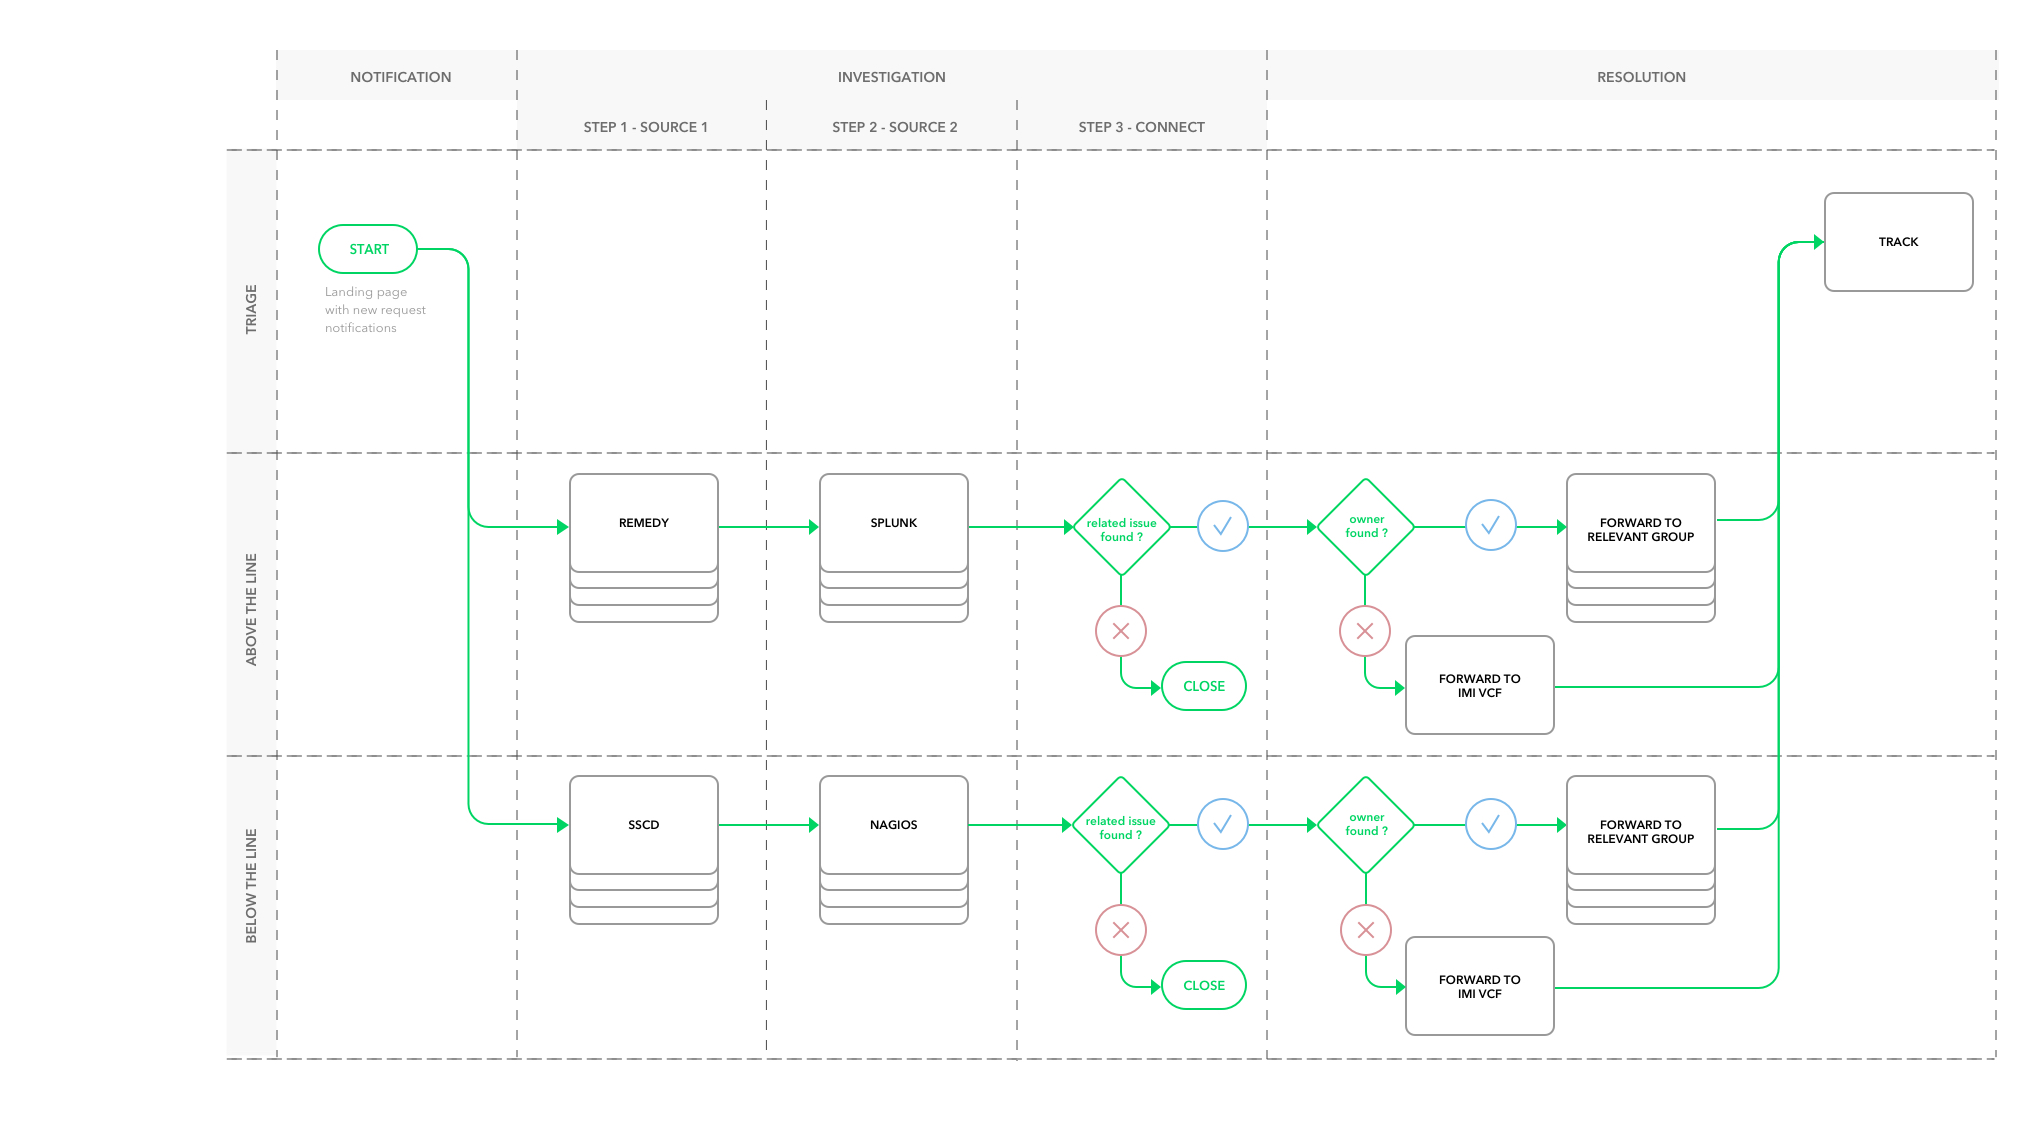 NOTIFICATION
INVESTIGATION
RESOLUTION
STEP 1 - SOURCE 1
STEP 2 - SOURCE 2
STEP 3 - CONNECT
TRIAGE
START
Landing page
with new request
notifications
TRACK
ABOVE THE LINE
REMEDY
SPLUNK
related issue
found ?
owner
found ?
FORWARD TO
RELEVANT GROUP
CLOSE
FORWARD TO
IMI VCF
BELOW THE LINE
SSCD
NAGIOS
related issue
found ?
owner
found ?
FORWARD TO
RELEVANT GROUP
CLOSE
FORWARD TO
IMI VCF